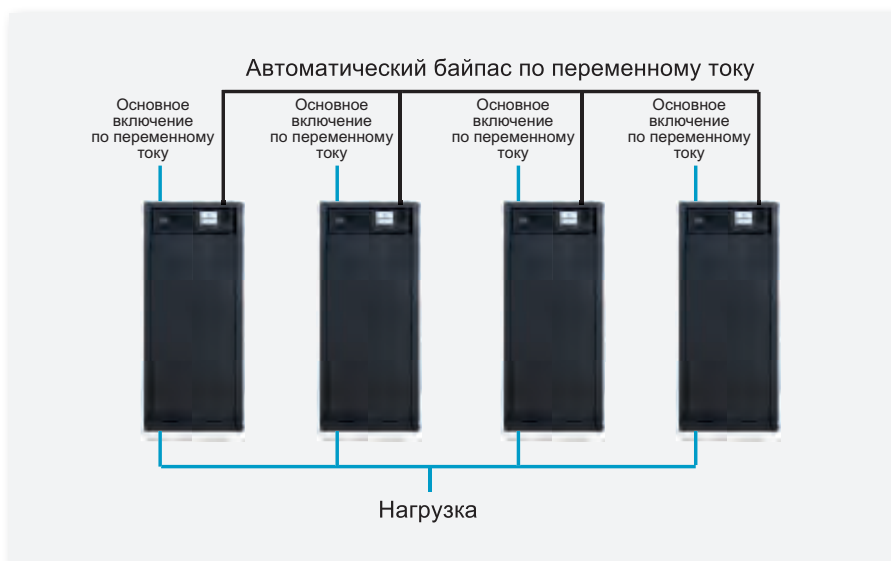 Автоматический байпас по переменному току
Основное
включение
по переменному
току
Основное
включение
по переменному
току
Основное
включение
по переменному
току
Основное
включение
по переменному
току
Нагрузка